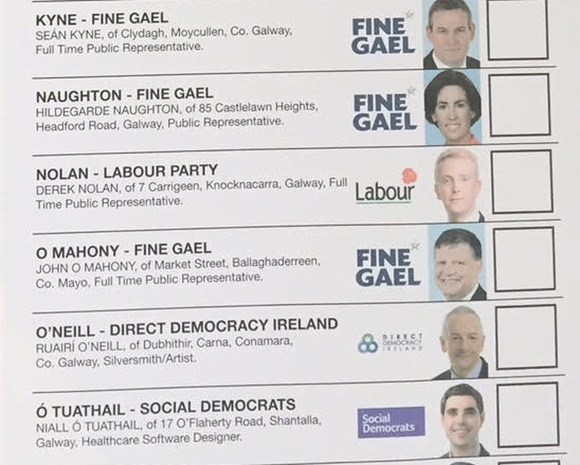 KYNE - FINE GAEL
SEÁN KYNE, of Clydagh, Moycullen, Co. Galway,
Full Time Public Representative.
FINE
GAEL
NAUGHTON - FINE GAEL
HILDEGARDE NAUGHTON, of 85 Castlelawn Heights,
Headford Road, Galway, Public Representative.
FINE
GAEL
NOLAN - LABOUR PARTY
DEREK NOLAN, of 7 Carrigeen, Knocknacarra, Galway, Full
Time Public Representative.
Labour
O MAHONY - FINE GAEL
JOHN O MAHONY, of Market Street, Ballaghaderreen,
Co. Mayo, Full Time Public Representative.
FINE
GAEL
O'NEILL - DIRECT DEMOCRACY IRELAND
RUAIRÍ O'NEILL, of Dubhithir, Carna, Conamara,
Co. Galway, Silversmith/Artist.
DIRECT
DEMOCRACY
IRELAND
Ó TUATHAIL - SOCIAL DEMOCRATS
NIALL Ó TUATHAIL, of 17 O'Flaherty Road, Shantalla,
Galway, Healthcare Software Designer.
Social
Democrats